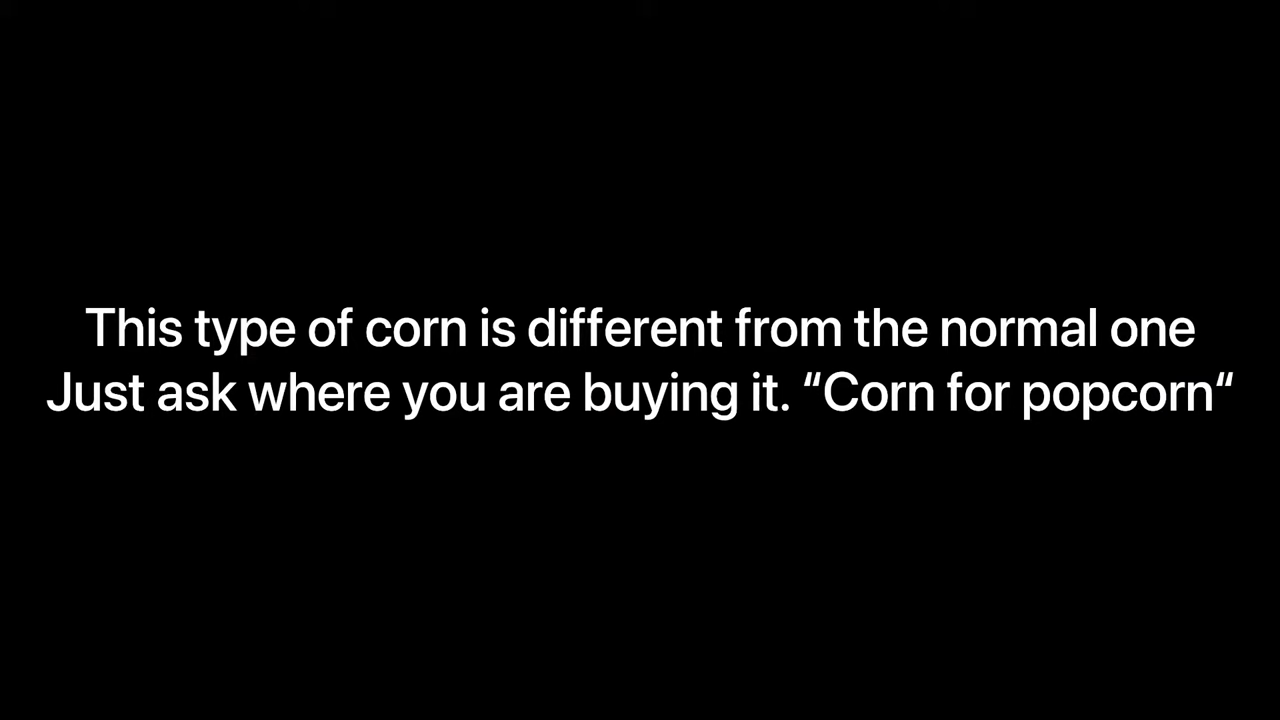 This type of corn is different from the normal one
Just ask where you are buying it. “Corn for popcorn“